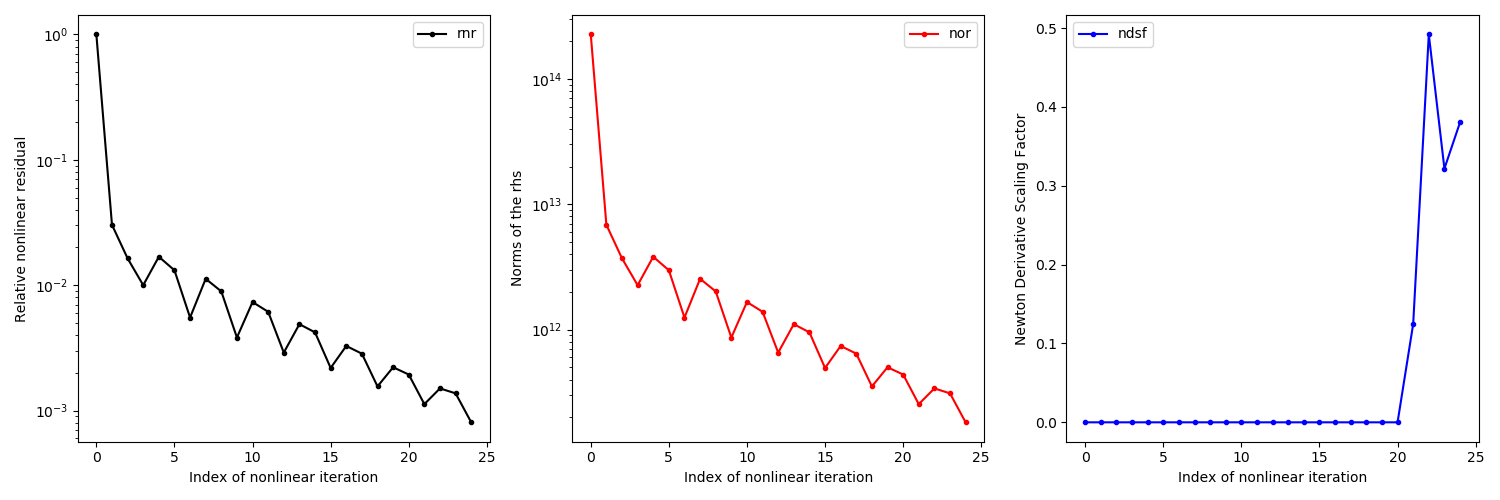 rnr
10⁰
10⁻¹
10⁻²
10⁻³
Relative nonlinear residual
0 5 10 15 20 25
Index of nonlinear iteration
nor
10¹⁴
10¹³
10¹²
Norms of the rhs
0 5 10 15 20 25
Index of nonlinear iteration
ndsf
0.5
0.4
0.3
0.2
0.1
0.0
Newton Derivative Scaling Factor
0 5 10 15 20 25
Index of nonlinear iteration